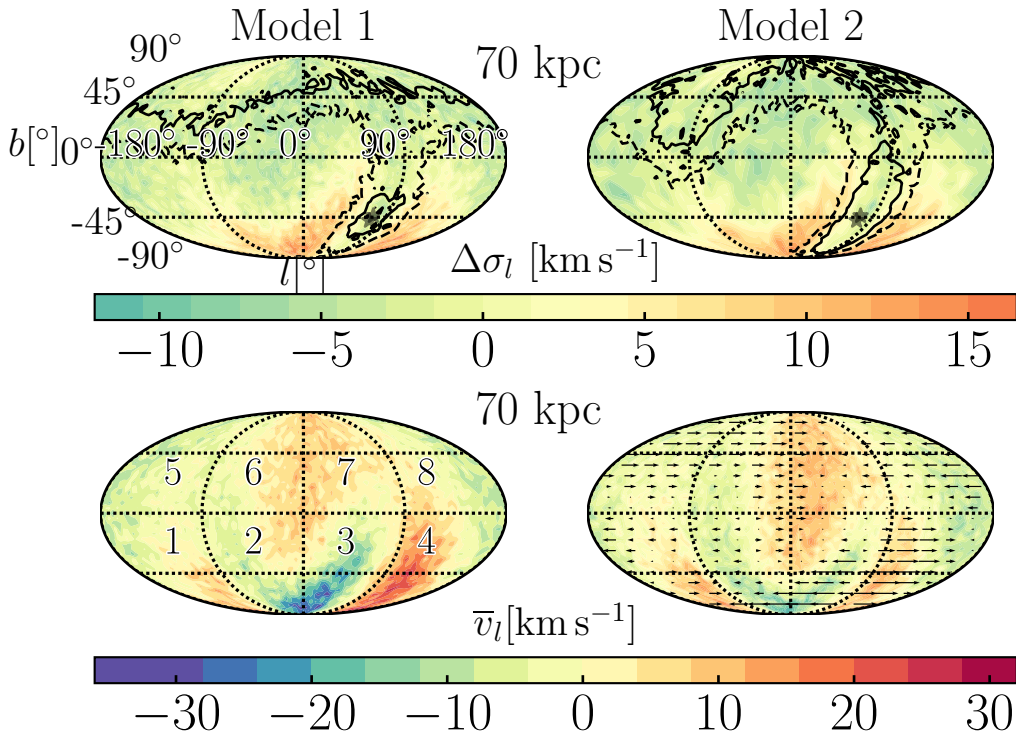 Model 1 Model 2
90° 70 kpc
45°
b[°] 0° -180° -90° 0° 90° 180°
-45°
-90°
l[°] Δσ_l [km s⁻¹]
−10 −5 0 5 10 15
70 kpc
5 6 7 8
1 2 3 4
v̅_l[km s⁻¹]
−30 −20 −10 0 10 20 30